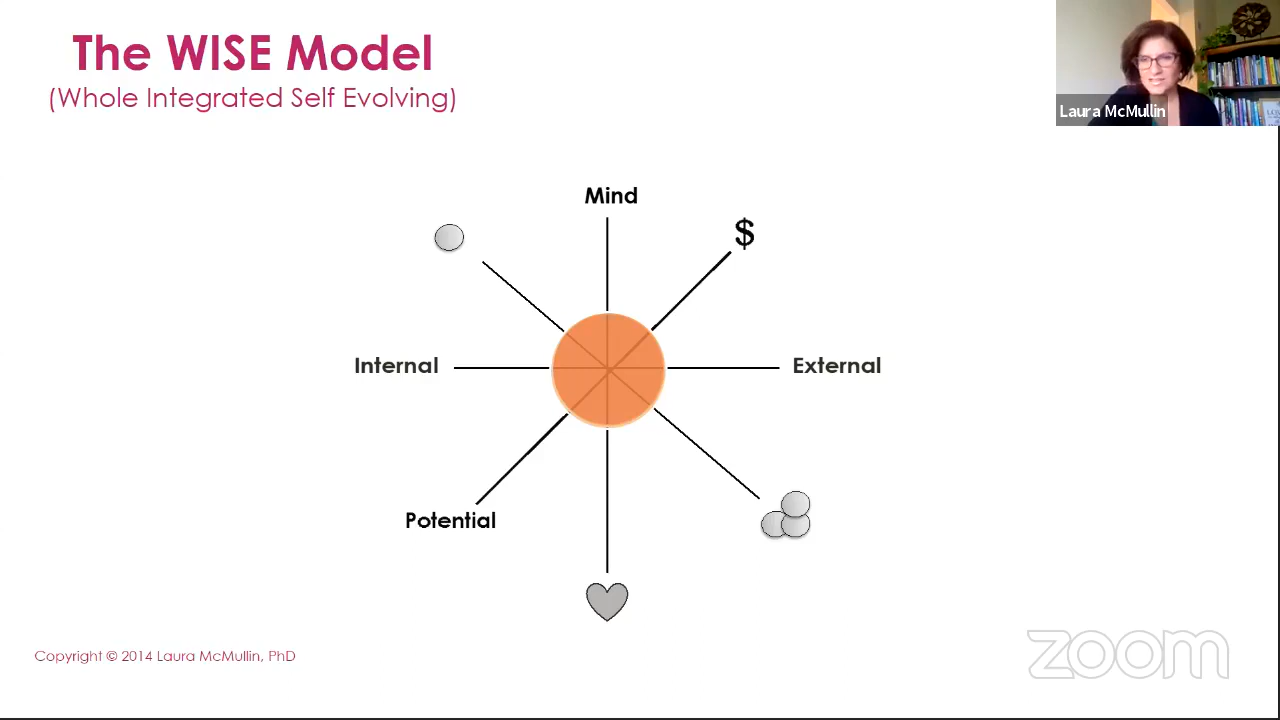 The WISE Model
(Whole Integrated Self Evolving)
Laura McMullin
Mind
$
Internal
External
Potential
Copyright © 2014 Laura McMullin, PhD
zoom